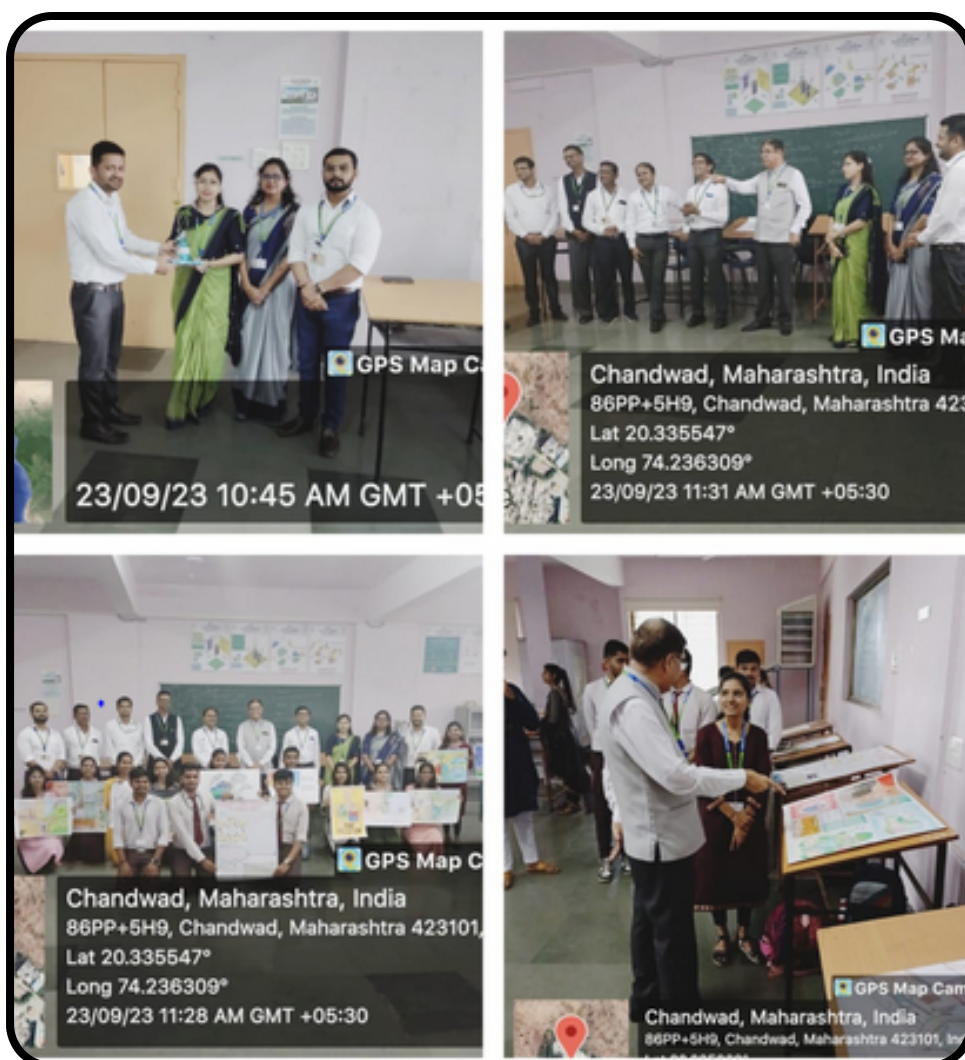 GPS Map C
23/09/23 10:45 AM GMT +05
GPS Ma
Chandwad, Maharashtra, India
86PP+5H9, Chandwad, Maharashtra 423
Lat 20.335547°
Long 74.236309°
23/09/23 11:31 AM GMT +05:30
GPS Map C
Chandwad, Maharashtra, India
86PP+5H9, Chandwad, Maharashtra 423101,
Lat 20.335547°
Long 74.236309°
23/09/23 11:28 AM GMT +05:30
GPS Map Cam
Chandwad, Maharashtra, India
86PP+5H9, Chandwad, Maharashtra 423101, In